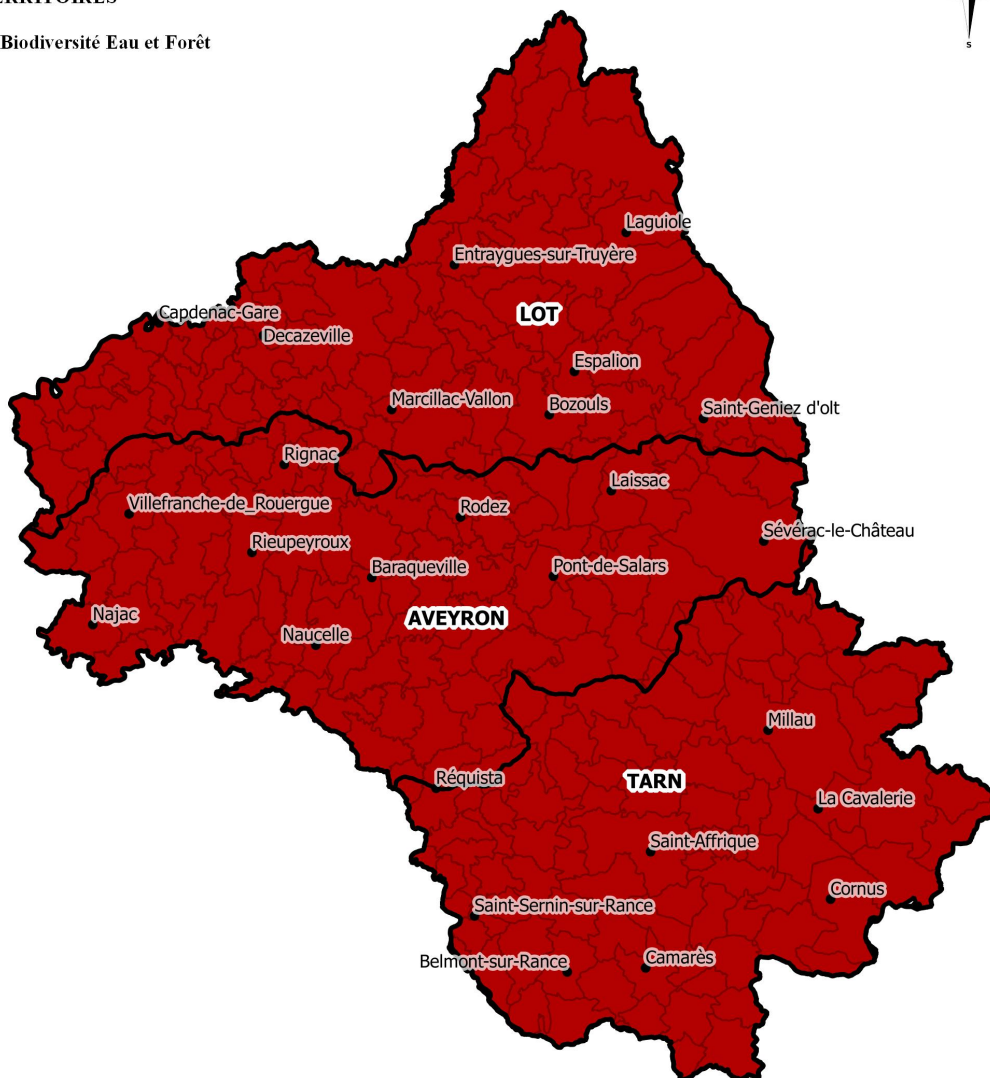 Biodiversité Eau et Forêt
S
Laguiole
Entraygues-sur-Truyère
Capdenac-Gare
LOT
Decazeville
Espalion
Marcillac-Vallon
Bozouls
Saint-Geniez d'olt
Rignac
Laissac
Villefranche-de_Rouergue
Rodez
Sévérac-le-Château
Rieupeyroux
Baraqueville
Pont-de-Salars
Najac
AVEYRON
Naucelle
Millau
Réquista
TARN
La Cavalerie
Saint-Affrique
Cornus
Saint-Sernin-sur-Rance
Belmont-sur-Rance
Camarès